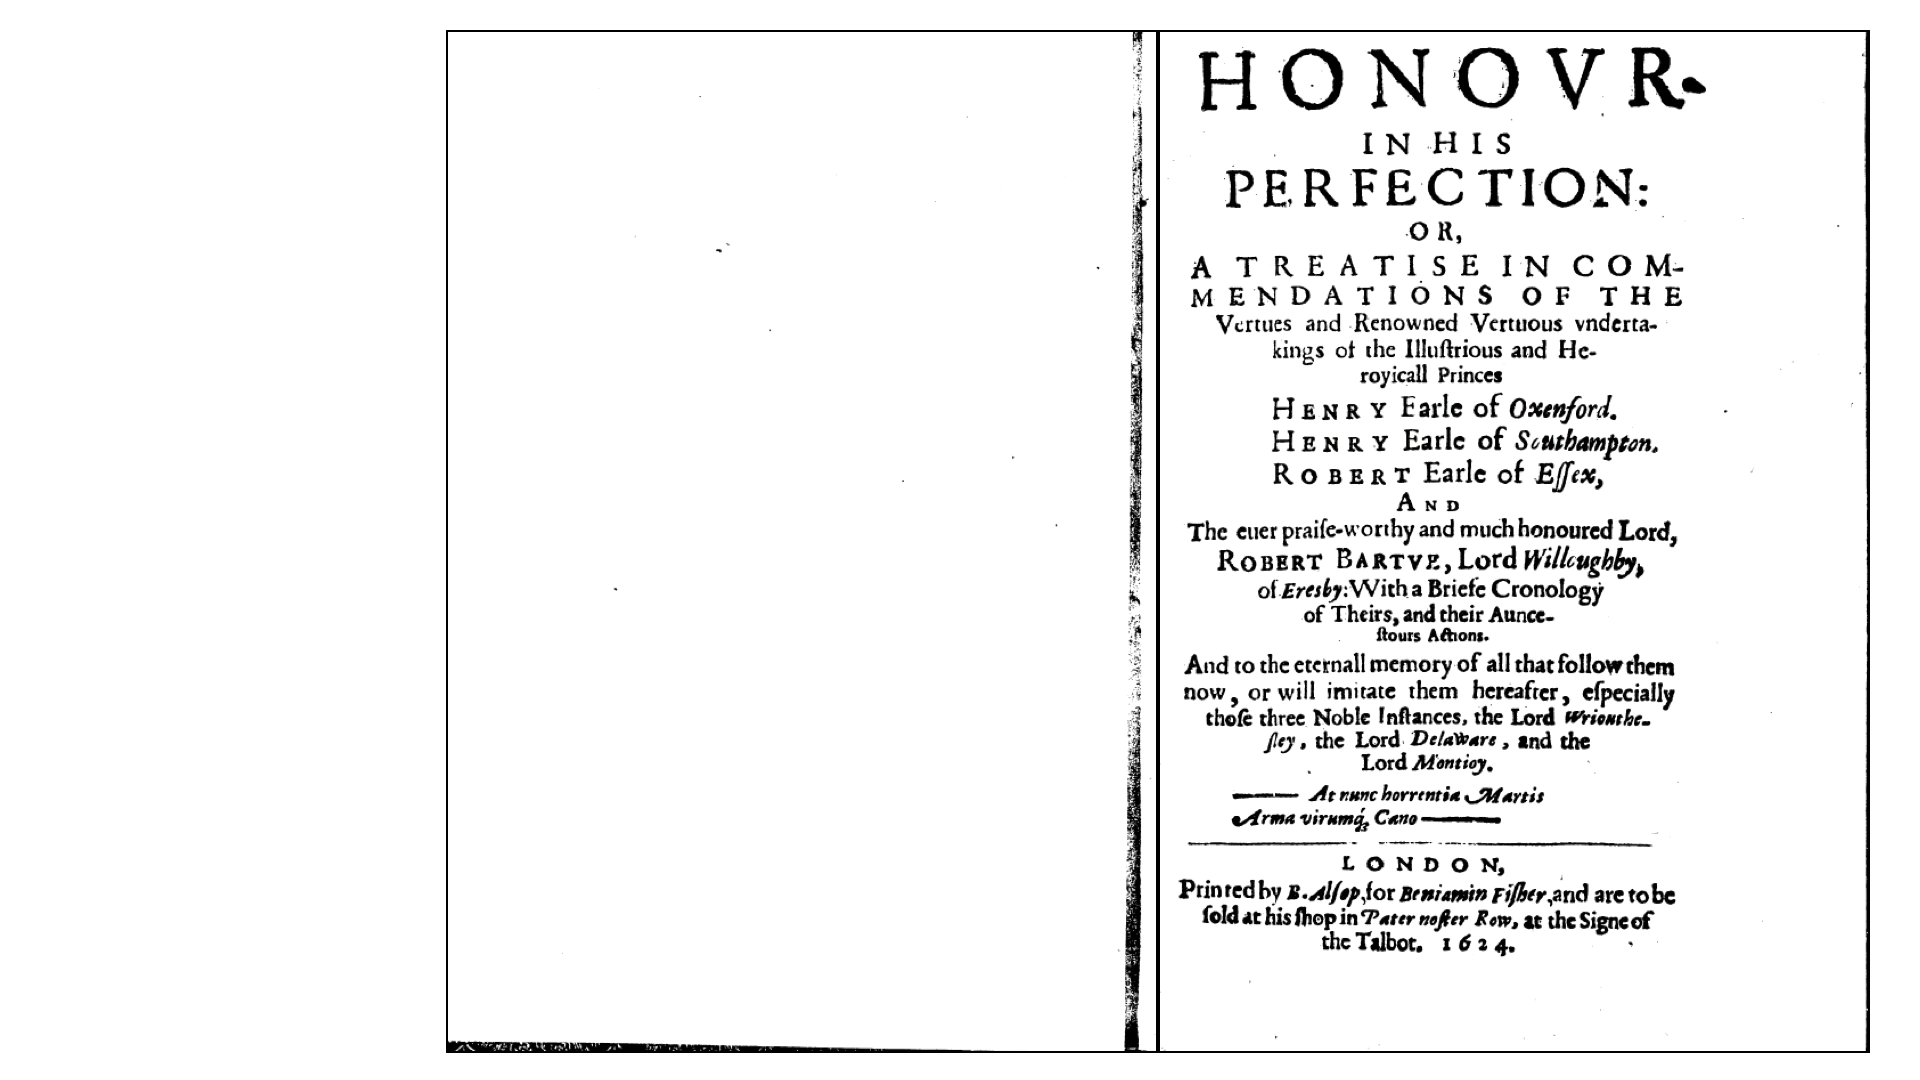 HONOVR.
IN HIS
PERFECTION:
OR,
A TREATISE IN COM-
MENDATIONS OF THE
Vertues and Renowned Vertuous vnderta-
kings of the Illuſtrious and He-
royicall Princes
HENRY Earle of Oxenford.
HENRY Earle of Southampton.
ROBERT Earle of Eſſex,
AND
The euer praiſe-worthy and much honoured Lord,
ROBERT BARTVE, Lord Willoughby,
of Eresby: With a Briefe Cronology
of Theirs, and their Aunce-
ſtours Actions.
And to the eternall memory of all that follow them
now, or will imitate them hereafter, eſpecially
thoſe three Noble Inſtances, the Lord Wriouthe-
ſley, the Lord Delaware, and the
Lord Montioy.
—— At nunc horrentia Martis
Arma virumq́; Cano ——
LONDON,
Printed by B. Alſop, for Beniamin Fiſher, and are to be
ſold at his ſhop in Pater noſter Row, at the Signe of
the Talbot. 1624.